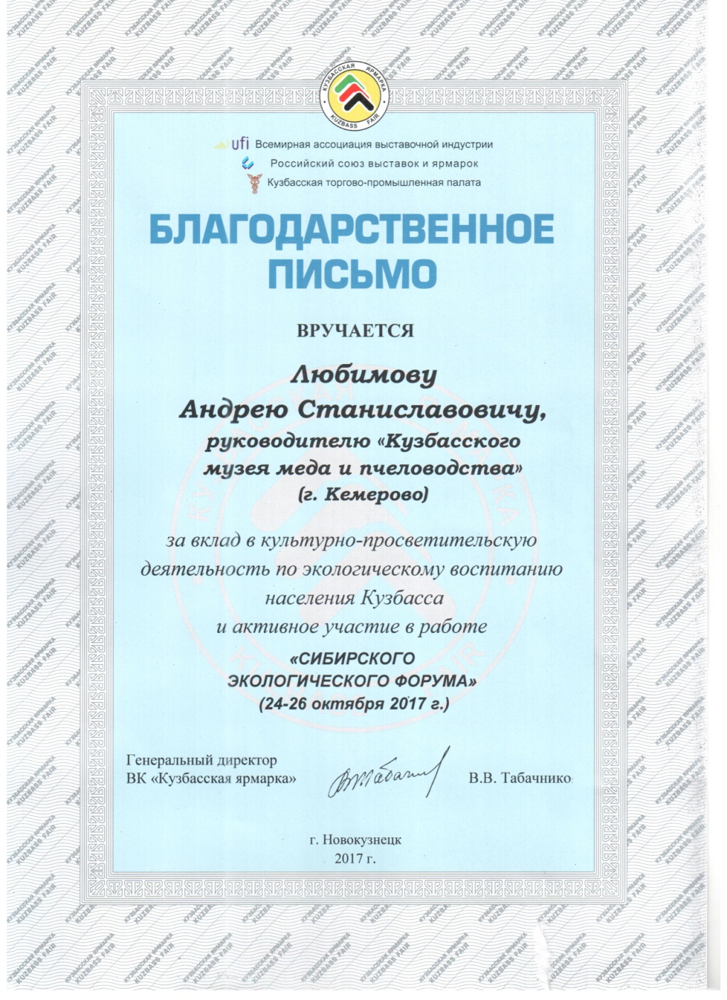 КУЗБАССКАЯ ЯРМАРКА
KUZBASS FAIR
ufi Всемирная ассоциация выставочной индустрии
Российский союз выставок и ярмарок
Кузбасская торгово-промышленная палата
БЛАГОДАРСТВЕННОЕ
ПИСЬМО
ВРУЧАЕТСЯ
Любимову
Андрею Станиславовичу,
руководителю «Кузбасского
музея меда и пчеловодства»
(г. Кемерово)
за вклад в культурно-просветительскую
деятельность по экологическому воспитанию
населения Кузбасса
и активное участие в работе
«СИБИРСКОГО
ЭКОЛОГИЧЕСКОГО ФОРУМА»
(24-26 октября 2017 г.)
Генеральный директор
ВК «Кузбасская ярмарка»
В.В. Табачнико
г. Новокузнецк
2017 г.